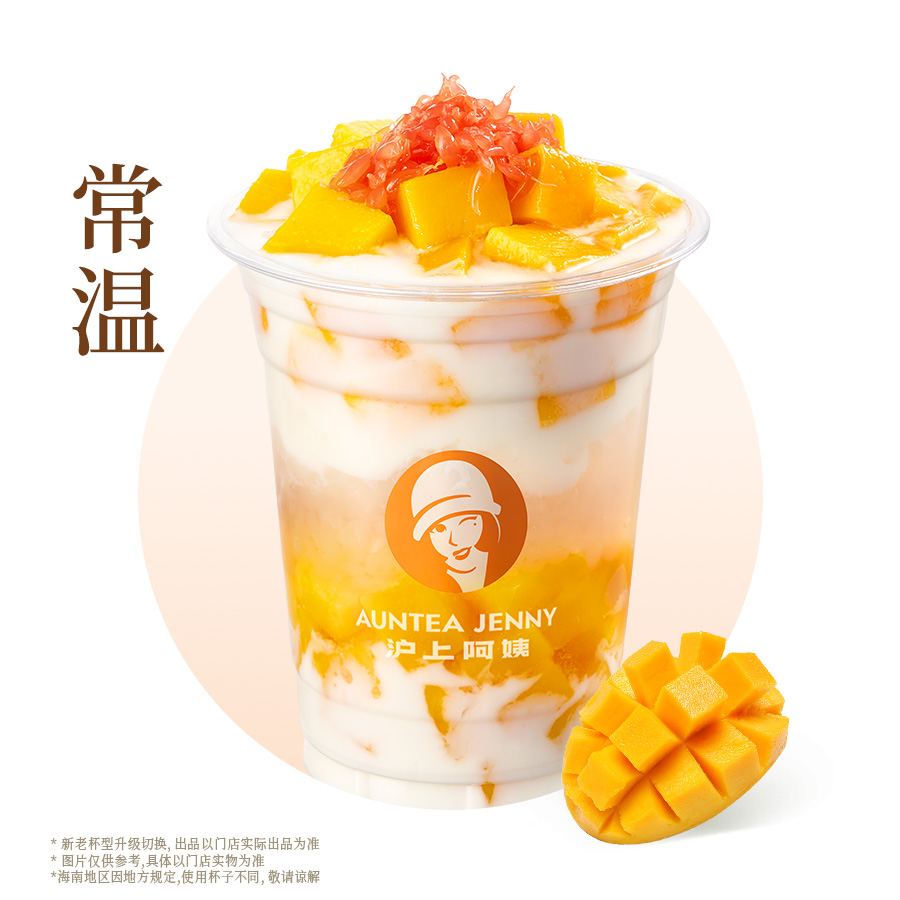 常温
AUNTEA JENNY
沪上阿姨
* 新老杯型升级切换, 出品以门店实际出品为准
* 图片仅供参考,具体以门店实物为准
*海南地区因地方规定,使用杯子不同, 敬请谅解